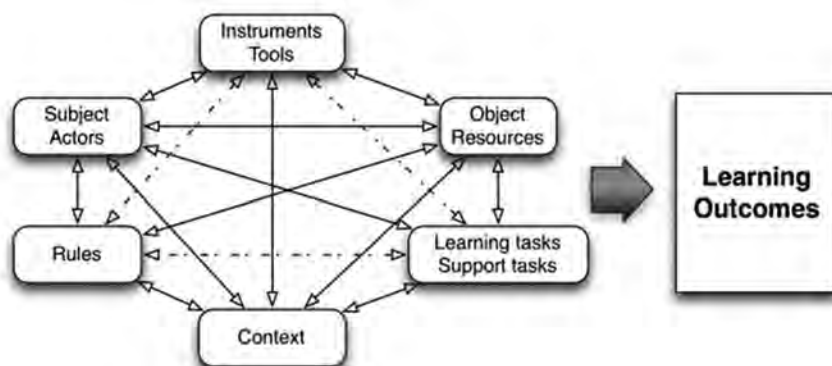 Instruments
Tools
Subject
Actors
Object
Resources
Rules
Learning tasks
Support tasks
Context
Learning
Outcomes